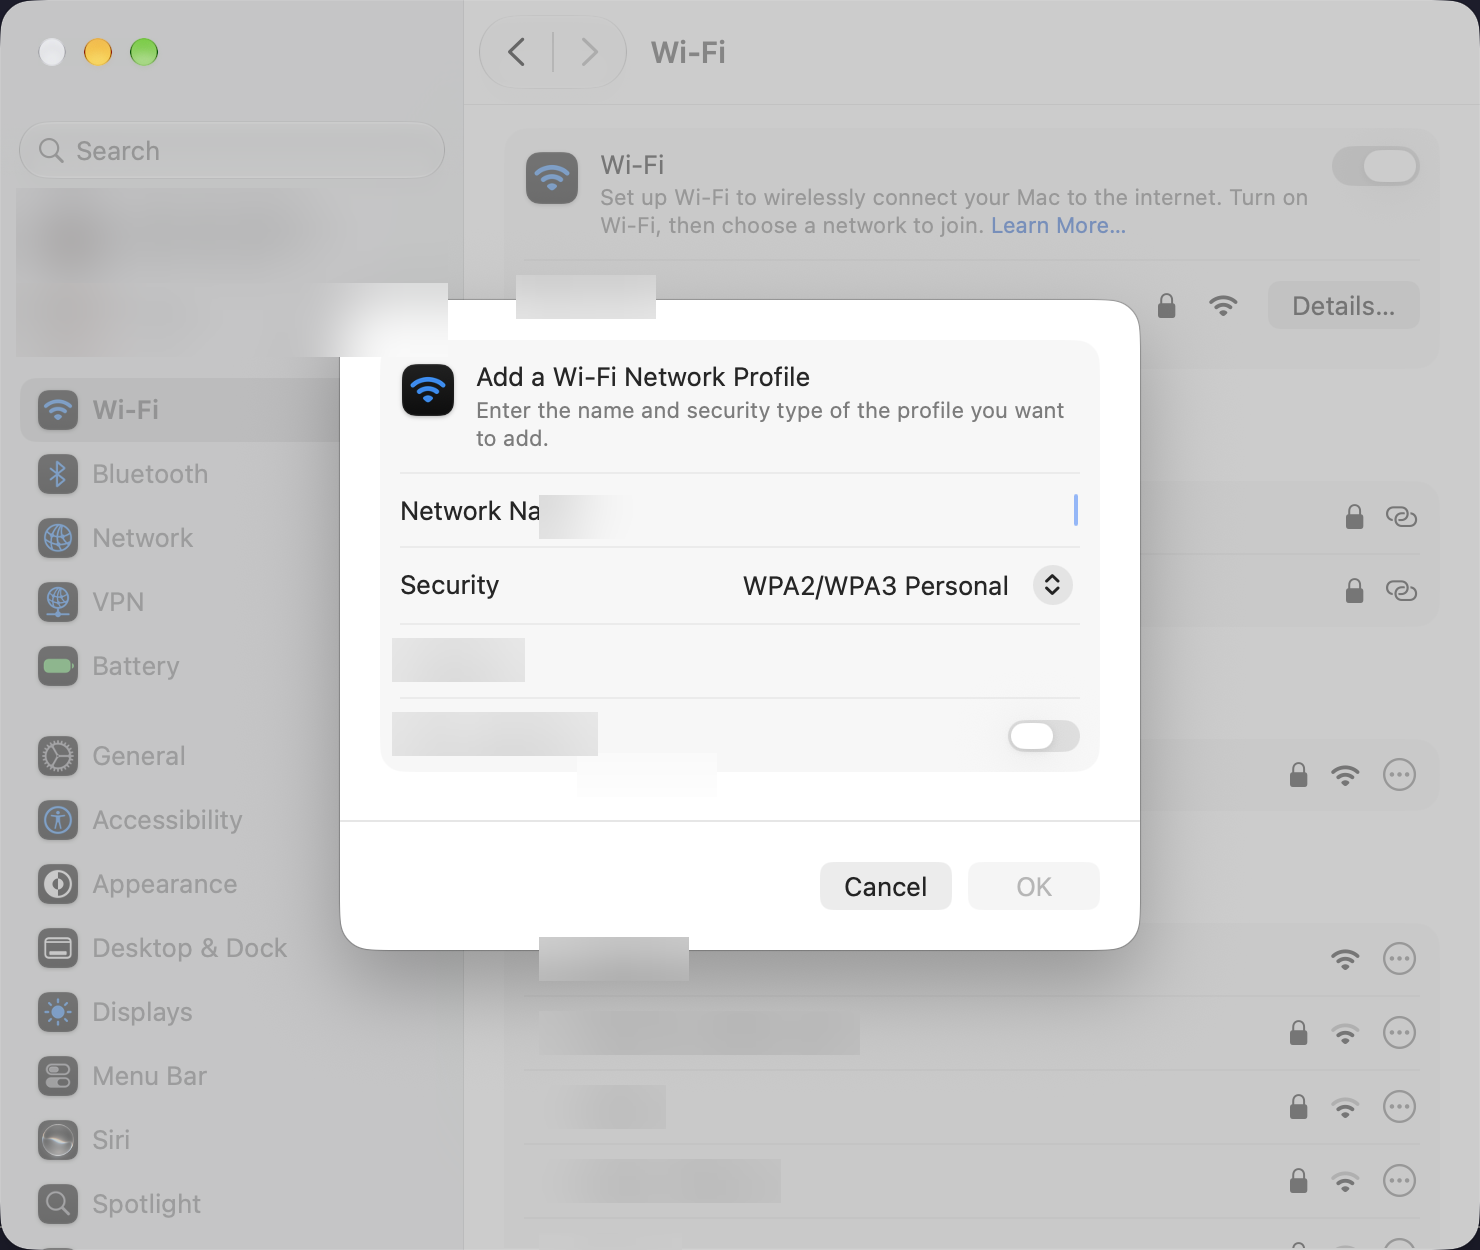 Wi-Fi
Search
Wi-Fi
Set up Wi-Fi to wirelessly connect your Mac to the internet. Turn on
Wi-Fi, then choose a network to join. Learn More...
Details...
Add a Wi-Fi Network Profile
Enter the name and security type of the profile you want
to add.
Network Na
Security
WPA2/WPA3 Personal
Cancel
OK
Wi-Fi
Bluetooth
Network
VPN
Battery
General
Accessibility
Appearance
Desktop & Dock
Displays
Menu Bar
Siri
Spotlight